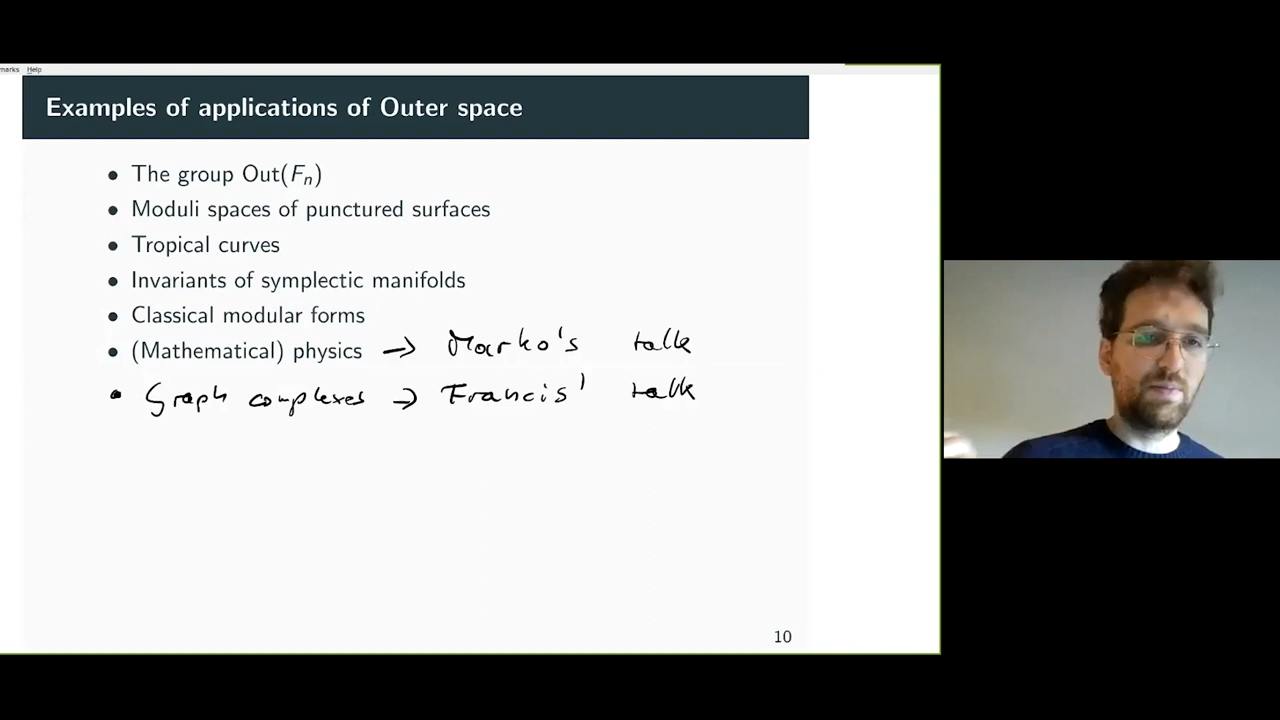 marks Help
Examples of applications of Outer space
• The group Out(Fₙ)
• Moduli spaces of punctured surfaces
• Tropical curves
• Invariants of symplectic manifolds
• Classical modular forms
• (Mathematical) physics → Marko's talk
• Graph complexes → Francis' talk
10